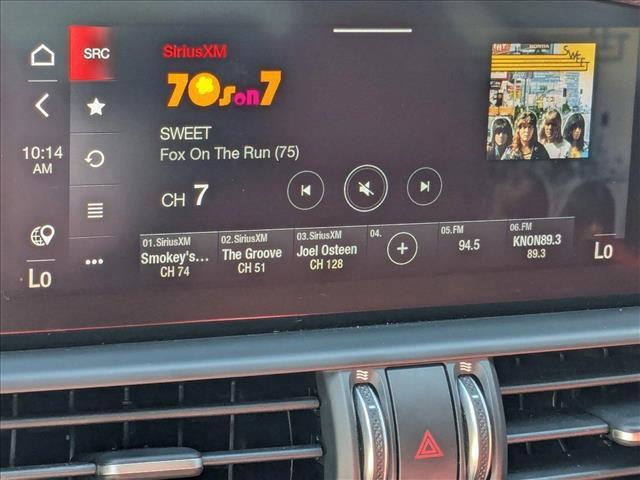 SRC
SiriusXM
70s on 7
SWEET
SWEET
Fox On The Run (75)
10:14
AM
CH 7
01.SiriusXM
Smokey's...
CH 74
02.SiriusXM
The Groove
CH 51
03.SiriusXM
Joel Osteen
CH 128
04.
05.FM
94.5
06.FM
KNON89.3
89.3
Lo
Lo